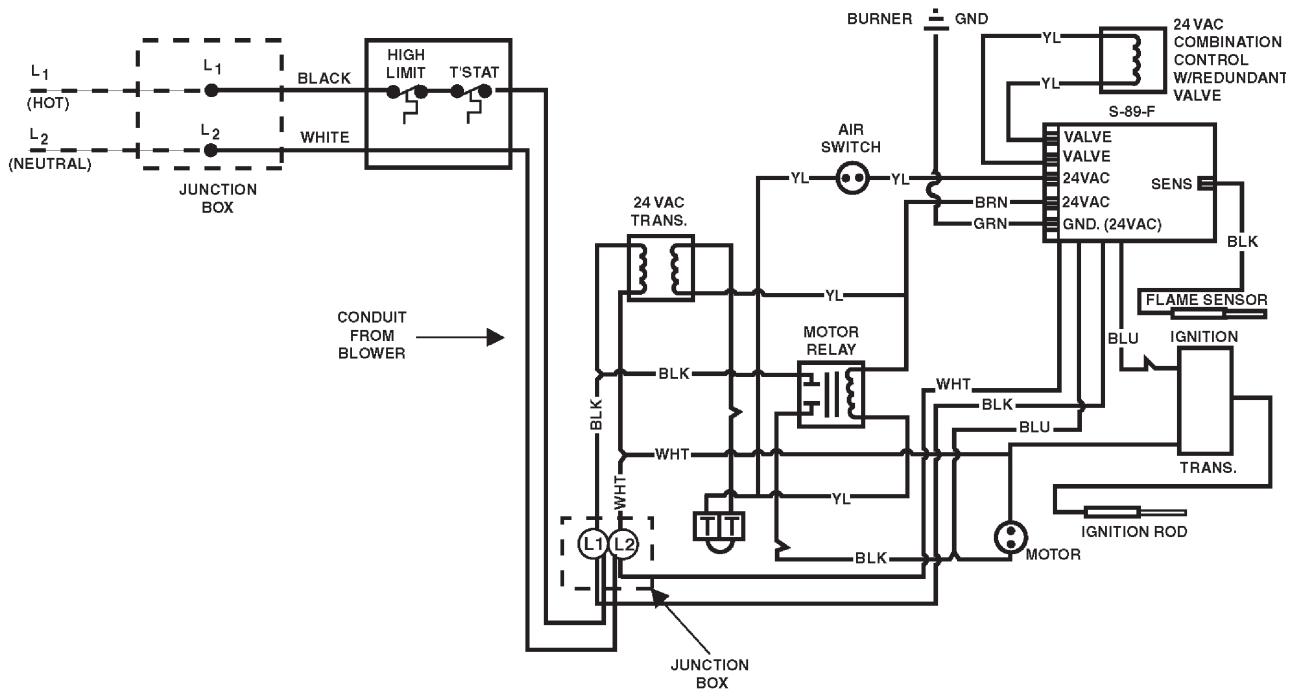 BURNER
GND
24 VAC
COMBINATION
CONTROL
W/REDUNDANT
VALVE
YL
YL
S-89-F
L1
(HOT)
L2
(NEUTRAL)
L1
L2
JUNCTION
BOX
BLACK
WHITE
HIGH
LIMIT
T'STAT
AIR
SWITCH
YL
YL
VALVE
VALVE
24VAC
24VAC
GND. (24VAC)
SENS
BRN
GRN
BLK
24 VAC
TRANS.
YL
CONDUIT
FROM
BLOWER
MOTOR
RELAY
FLAME SENSOR
IGNITION
BLU
TRANS.
BLK
BLK
WHT
BLK
BLU
WHT
WHT
YL
T T
IGNITION ROD
L1 L2
BLK
MOTOR
JUNCTION
BOX